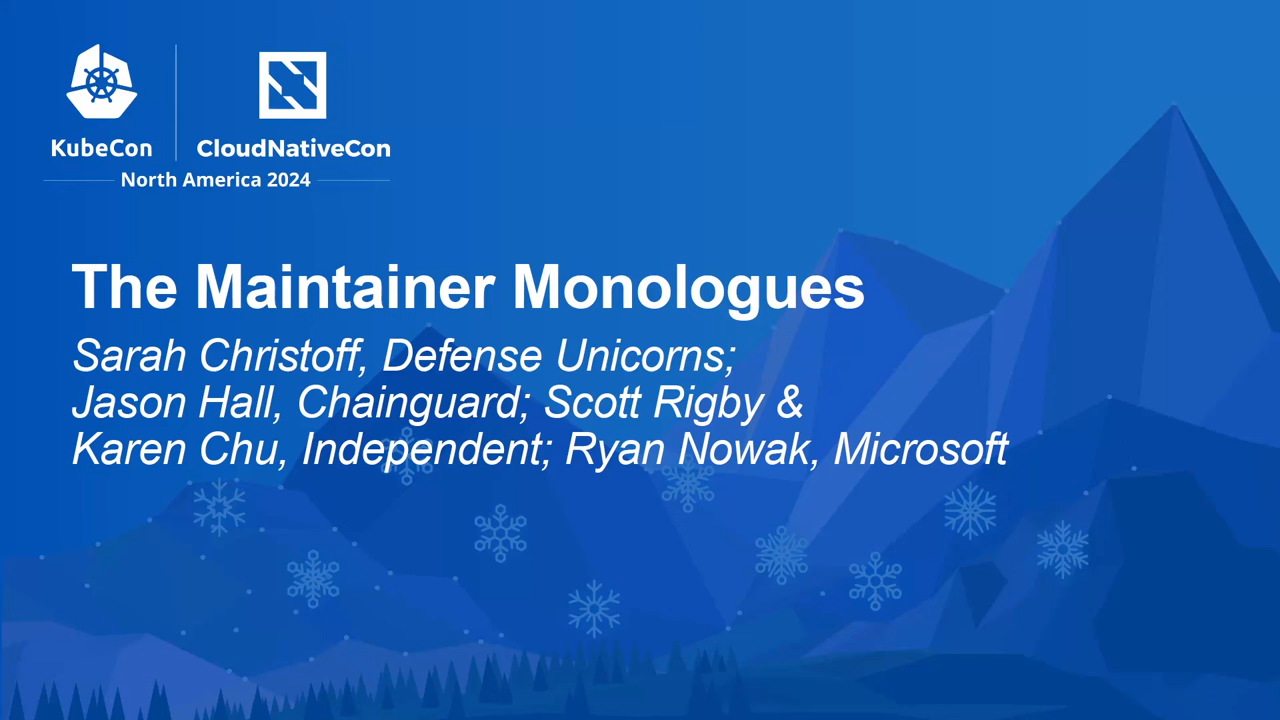 KubeCon
CloudNativeCon
North America 2024
The Maintainer Monologues
Sarah Christoff, Defense Unicorns;
Jason Hall, Chainguard; Scott Rigby &
Karen Chu, Independent; Ryan Nowak, Microsoft